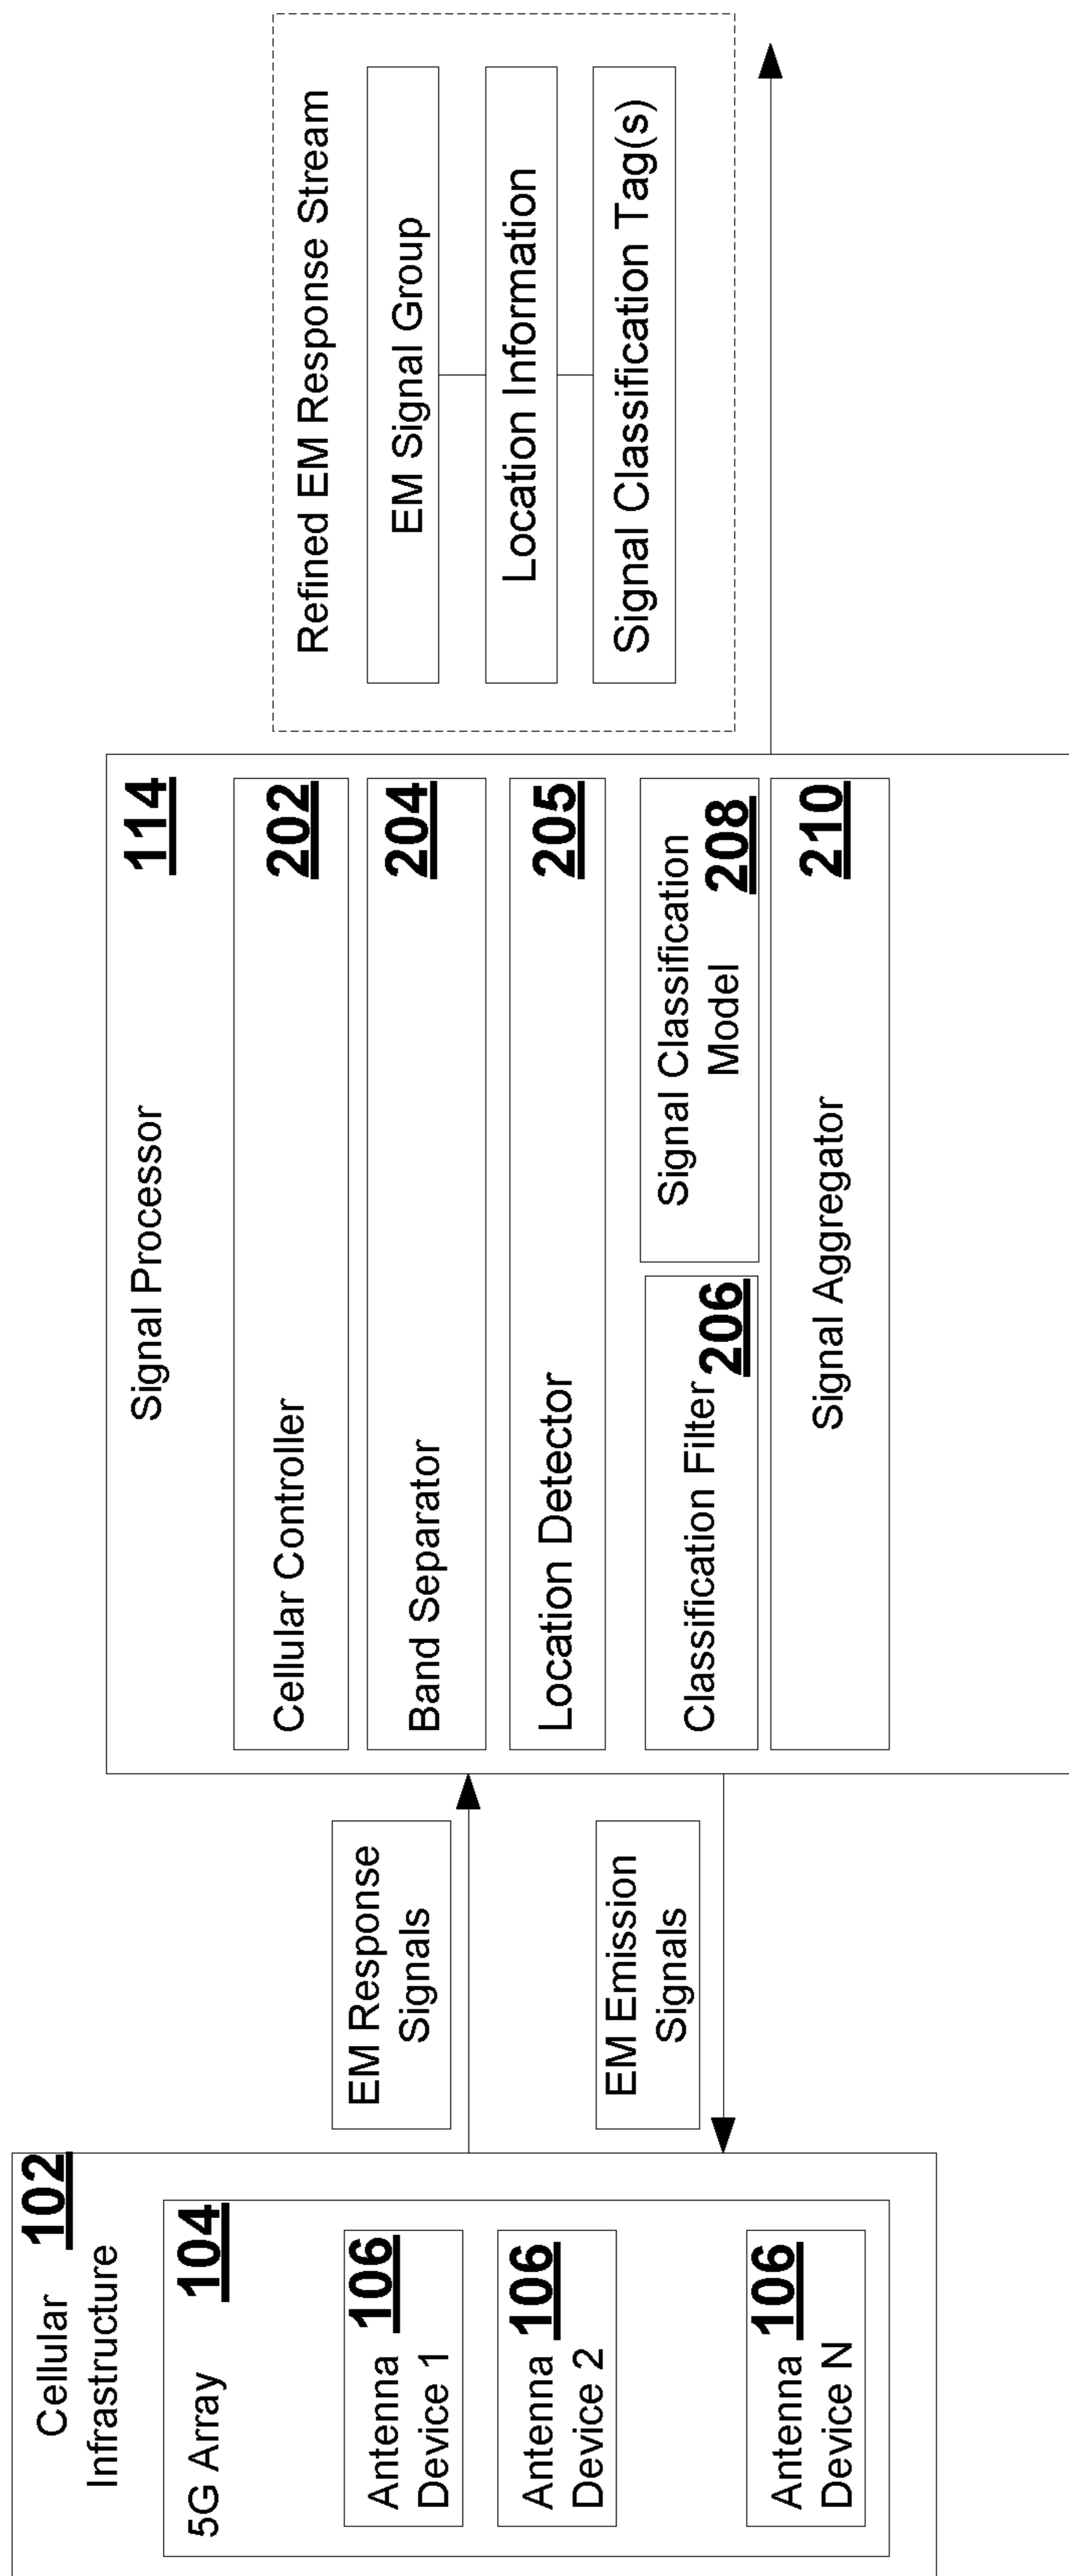 Cellular 102
Infrastructure
5G Array 104
Antenna 106
Device 1
Antenna 106
Device 2
Antenna 106
Device N
EM Response
Signals
EM Emission
Signals
Signal Processor 114
Cellular Controller 202
Band Separator 204
Location Detector 205
Classification Filter 206
Signal Classification
Model 208
Signal Aggregator 210
Refined EM Response Stream
EM Signal Group
Location Information
Signal Classification Tag(s)